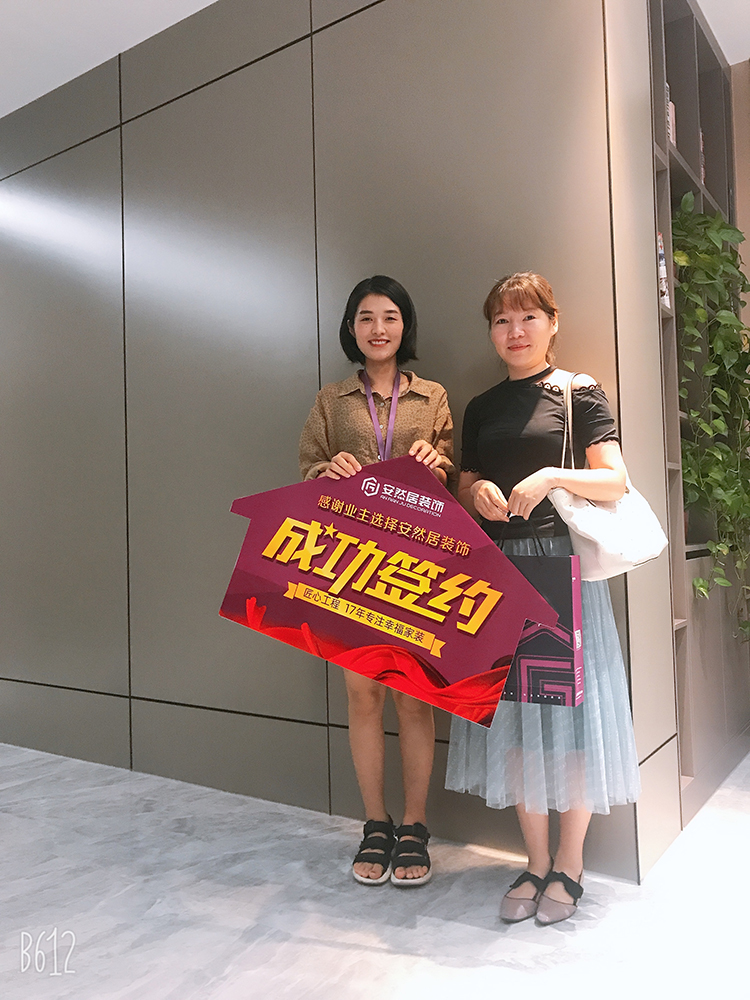 安然居装饰
ANRANJU DECORATION
感谢业主选择安然居装饰
成功签约
匠心工程 17年专注幸福家装
B612